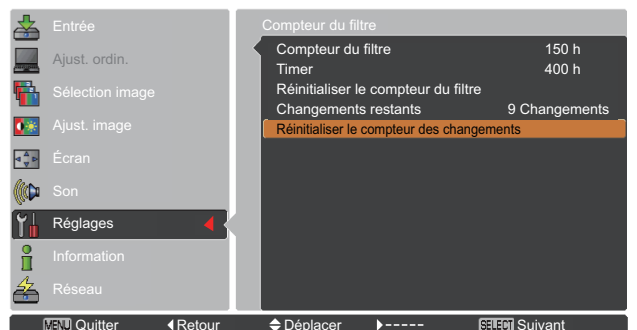 Entrée
Ajust. ordin.
Sélection image
Ajust. image
Écran
Son
Réglages
Information
Réseau
Compteur du filtre
Compteur du filtre 150 h
Timer 400 h
Réinitialiser le compteur du filtre
Changements restants 9 Changements
Réinitialiser le compteur des changements
MENU Quitter Retour Déplacer ----- SELECT Suivant